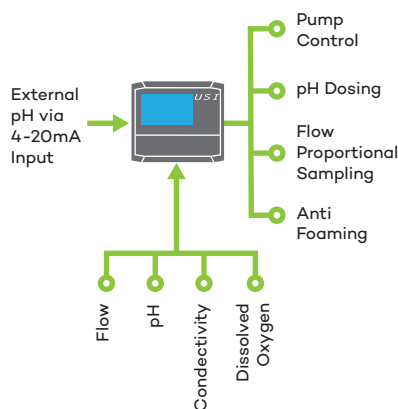 Pump
Control
USI
External
pH via
4-20mA
Input
pH Dosing
Flow
Proportional
Sampling
Anti
Foaming
Flow
pH
Condectivity
Dissolved
Oxygen